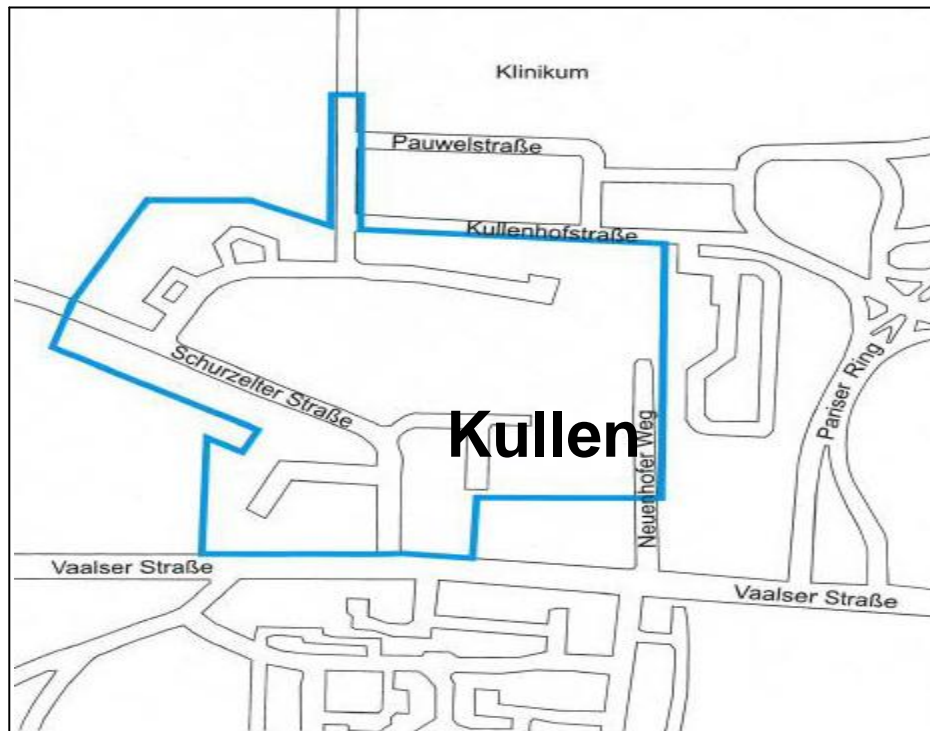 Klinikum
Pauwelstraße
Kullenhofstraße
Schurzelter Straße
Pariser Ring
Kullen
Neuenhofer Weg
Vaalser Straße
Vaalser Straße